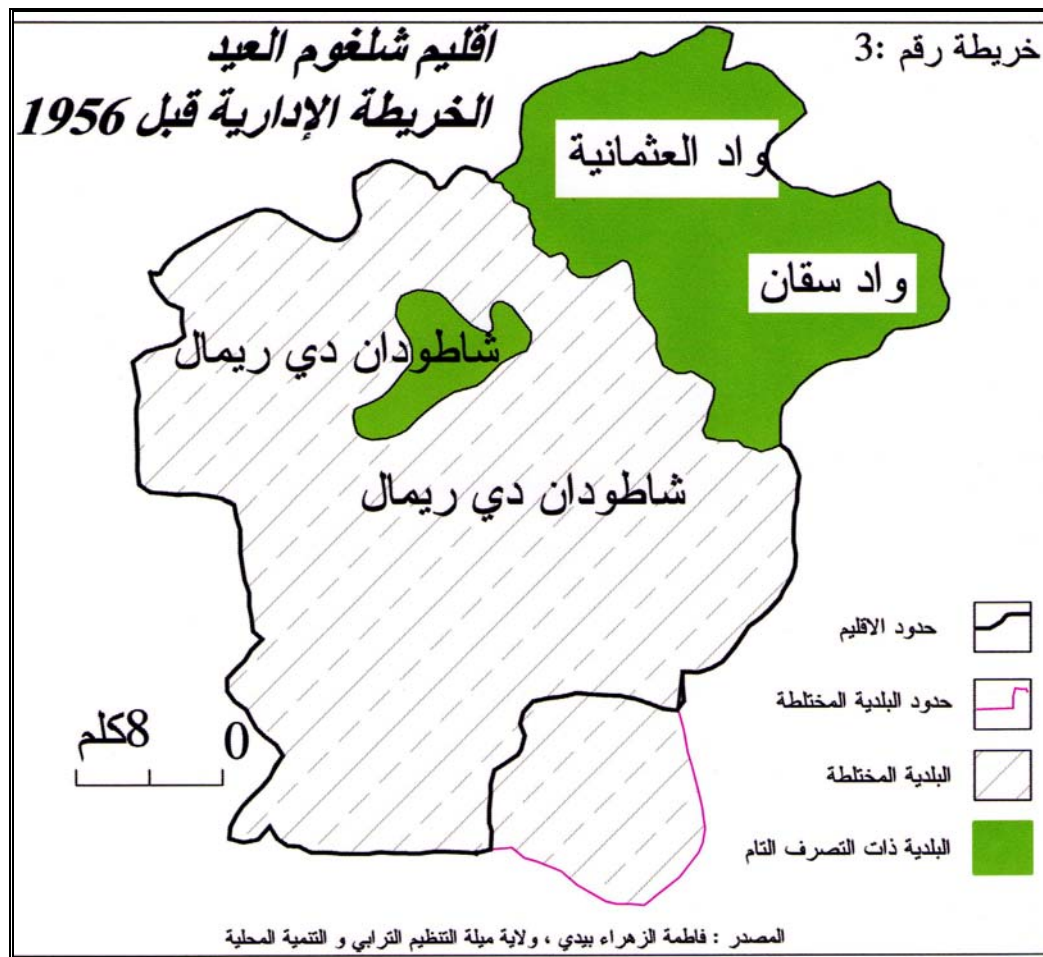 خريطة رقم :3
اقليم شلغوم العيد
الخريطة الإدارية قبل 1956
واد العثمانية
واد سقان
شاطودان دي ريمال
شاطودان دي ريمال
حدود الاقليم
حدود البلدية المختلطة
البلدية المختلطة
البلدية ذات التصرف التام
0 8كلم
المصدر : فاطمة الزهراء بيدي ، ولاية ميلة التنظيم الترابي و التنمية المحلية